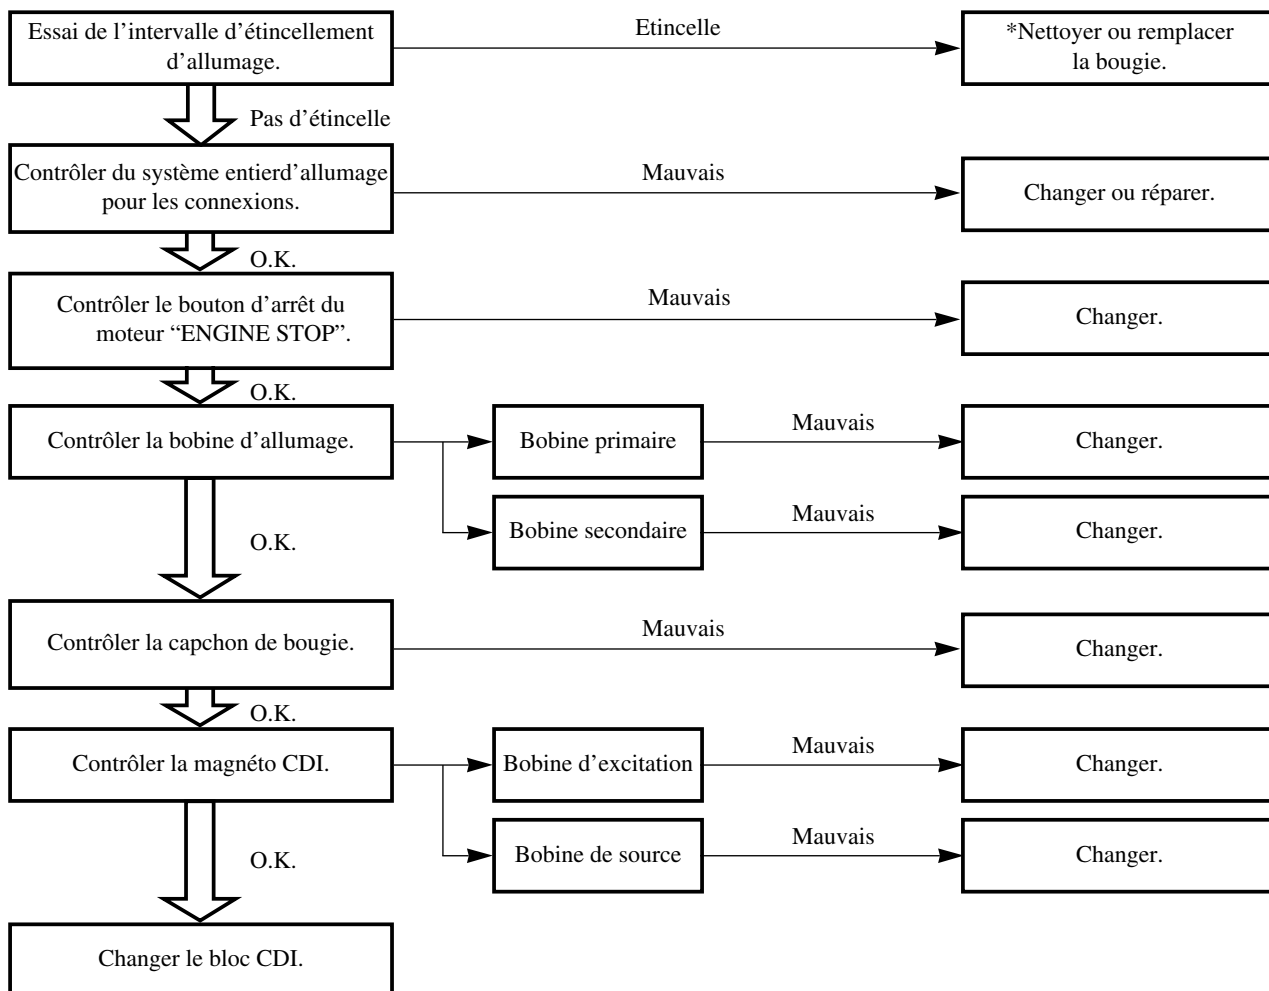 Essai de l’intervalle d’étincellement
d’allumage.
Etincelle
*Nettoyer ou remplacer
la bougie.
Pas d’étincelle
Contrôler du système entierd’allumage
pour les connexions.
Mauvais
Changer ou réparer.
O.K.
Contrôler le bouton d’arrêt du
moteur “ENGINE STOP”.
Mauvais
Changer.
O.K.
Contrôler la bobine d’allumage.
Bobine primaire
Mauvais
Changer.
Bobine secondaire
Mauvais
Changer.
O.K.
Contrôler la capchon de bougie.
Mauvais
Changer.
O.K.
Contrôler la magnéto CDI.
Bobine d’excitation
Mauvais
Changer.
Bobine de source
Mauvais
Changer.
O.K.
Changer le bloc CDI.